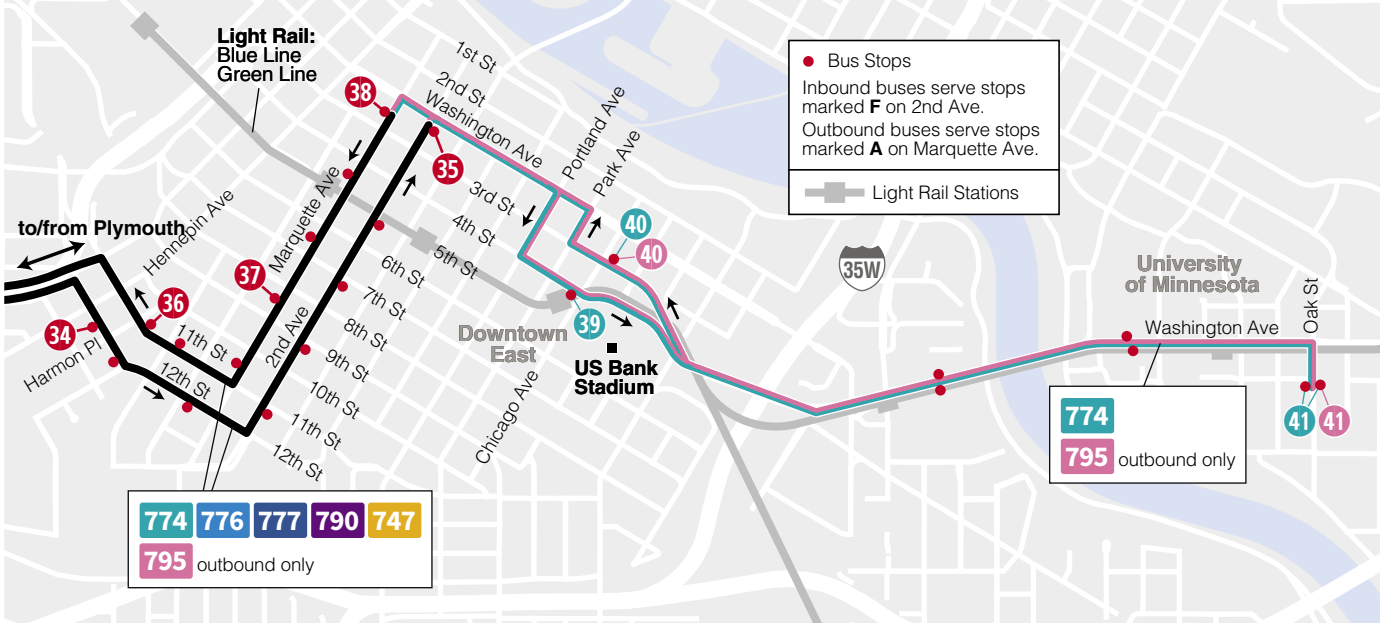 Light Rail:
Blue Line
Green Line
1st St
2nd St
Washington Ave
38
35
Portland Ave
Park Ave
3rd St
4th St
5th St
6th St
7th St
8th St
9th St
10th St
11th St
12th St
Marquette Ave
Hennepin Ave
to/from Plymouth
37
36
34
Harmon Pl
11th St
12th St
2nd Ave
40
40
39
Downtown
East
US Bank
Stadium
Chicago Ave
Bus Stops
Inbound buses serve stops
marked F on 2nd Ave.
Outbound buses serve stops
marked A on Marquette Ave.
Light Rail Stations
35W
University
of Minnesota
Washington Ave
Oak St
41
41
774
795 outbound only
774 776 777 790 747
795 outbound only